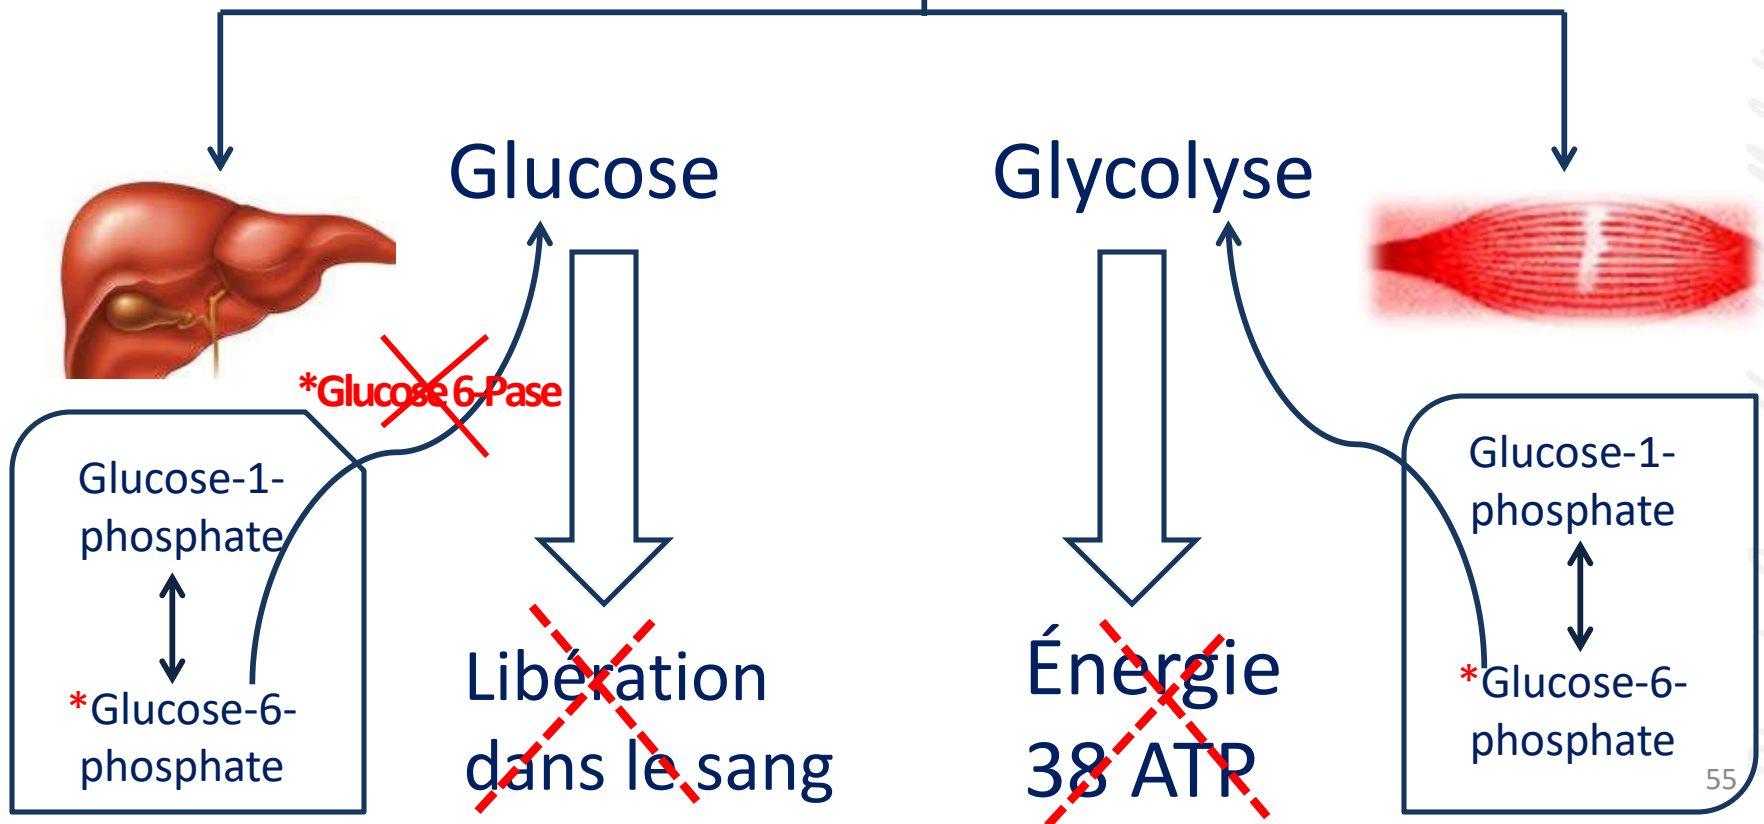 Glucose
Glycolyse
*Glucose 6-Pase
Glucose-1-
phosphate
*Glucose-6-
phosphate
Libération
dans le sang
Énergie
38 ATP
Glucose-1-
phosphate
*Glucose-6-
phosphate
55